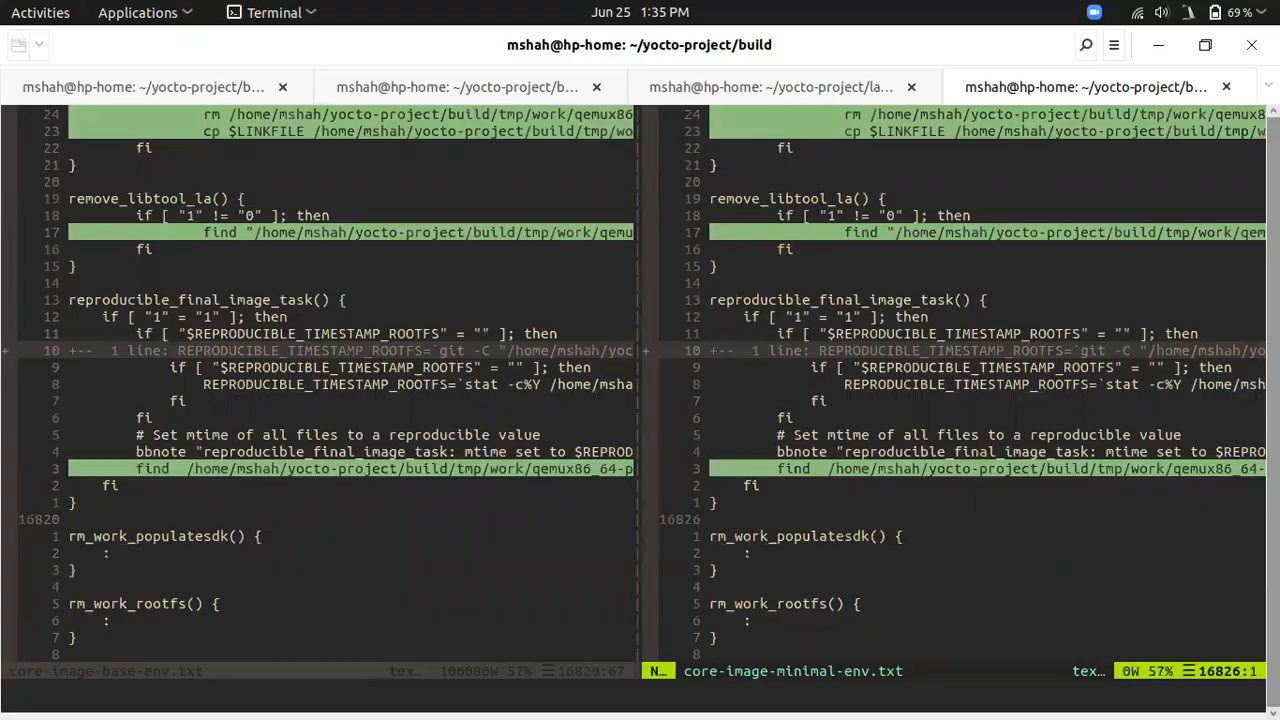 Activities Applications Terminal Jun 25 1:35 PM 69 %
mshah@hp-home: ~/yocto-project/build
mshah@hp-home: ~/yocto-project/b… mshah@hp-home: ~/yocto-project/b… mshah@hp-home: ~/yocto-project/la… mshah@hp-home: ~/yocto-project/b…
24 rm /home/mshah/yocto-project/build/tmp/work/qemux86
23 cp $LINKFILE /home/mshah/yocto-project/build/tmp/wo
22 fi
21 }
20
19 remove_libtool_la() {
18 if [ "1" != "0" ]; then
17 find "/home/mshah/yocto-project/build/tmp/work/qemu
16 fi
15 }
14
13 reproducible_final_image_task() {
12 if [ "1" = "1" ]; then
11 if [ "$REPRODUCIBLE_TIMESTAMP_ROOTFS" = "" ]; then
+ 10 +-- 1 line: REPRODUCIBLE_TIMESTAMP_ROOTFS=`git -C "/home/mshah/yoc
9 if [ "$REPRODUCIBLE_TIMESTAMP_ROOTFS" = "" ]; then
8 REPRODUCIBLE_TIMESTAMP_ROOTFS=`stat -c%Y /home/msha
7 fi
6 fi
5 # Set mtime of all files to a reproducible value
4 bbnote "reproducible_final_image_task: mtime set to $REPROD
3 find /home/mshah/yocto-project/build/tmp/work/qemux86_64-p
2 fi
1 }
16820
1 rm_work_populatesdk() {
2 :
3 }
4
5 rm_work_rootfs() {
6 :
7 }
8
core-image-base-env.txt tex… 106080W 57% ☰16820:67
24 rm /home/mshah/yocto-project/build/tmp/work/qemux8
23 cp $LINKFILE /home/mshah/yocto-project/build/tmp/w
22 fi
21 }
20
19 remove_libtool_la() {
18 if [ "1" != "0" ]; then
17 find "/home/mshah/yocto-project/build/tmp/work/qem
16 fi
15 }
14
13 reproducible_final_image_task() {
12 if [ "1" = "1" ]; then
11 if [ "$REPRODUCIBLE_TIMESTAMP_ROOTFS" = "" ]; then
+ 10 +-- 1 line: REPRODUCIBLE_TIMESTAMP_ROOTFS=`git -C "/home/mshah/yo
9 if [ "$REPRODUCIBLE_TIMESTAMP_ROOTFS" = "" ]; then
8 REPRODUCIBLE_TIMESTAMP_ROOTFS=`stat -c%Y /home/msh
7 fi
6 fi
5 # Set mtime of all files to a reproducible value
4 bbnote "reproducible_final_image_task: mtime set to $REPRO
3 find /home/mshah/yocto-project/build/tmp/work/qemux86_64-
2 fi
1 }
16826
1 rm_work_populatesdk() {
2 :
3 }
4
5 rm_work_rootfs() {
6 :
7 }
8
N… core-image-minimal-env.txt tex… 0W 57% ☰16826:1